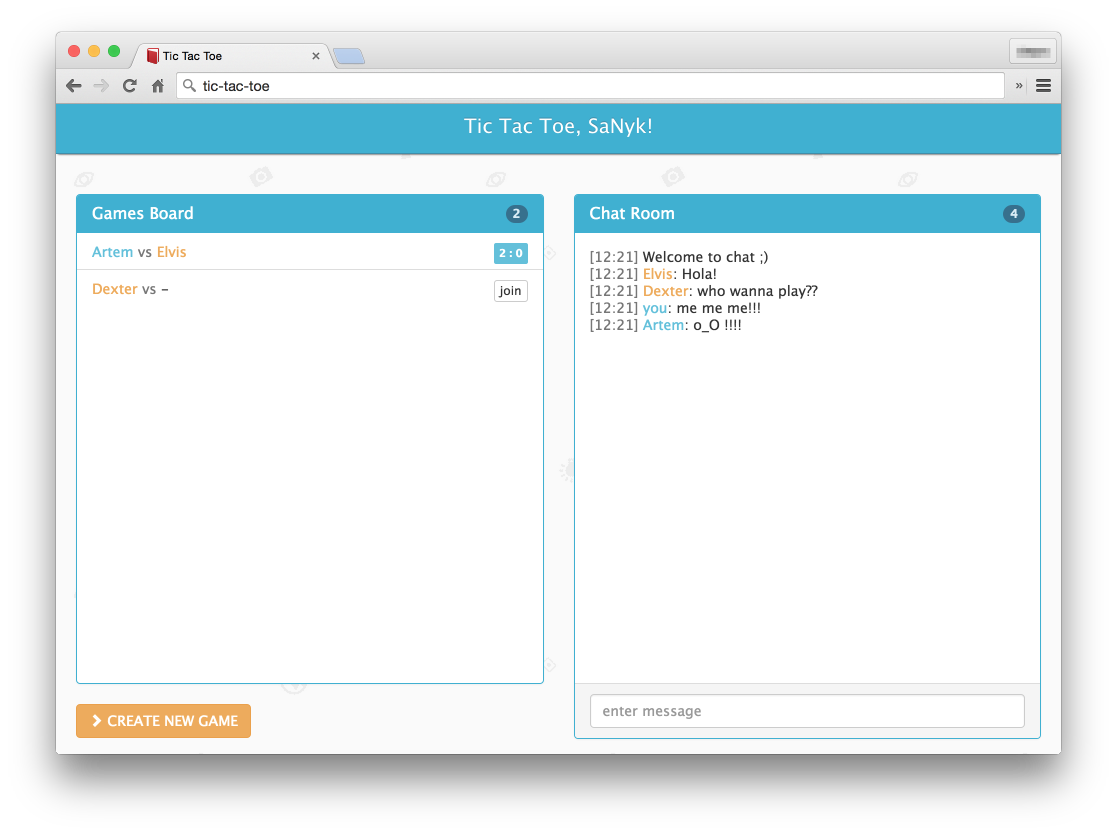 Tic Tac Toe
tic-tac-toe
Tic Tac Toe, SaNyk!
Games Board 2
Artem vs Elvis 2 : 0
Dexter vs - join
CREATE NEW GAME
Chat Room 4
[12:21] Welcome to chat ;)
[12:21] Elvis: Hola!
[12:21] Dexter: who wanna play??
[12:21] you: me me me!!!
[12:21] Artem: o_O !!!!
enter message